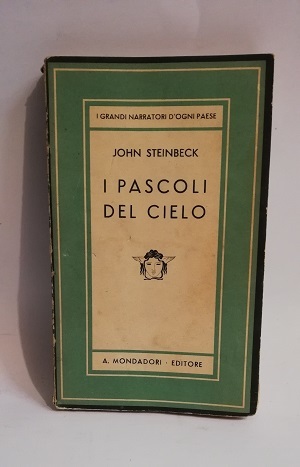 I GRANDI NARRATORI D'OGNI PAESE
JOHN STEINBECK
I PASCOLI
DEL CIELO
A. MONDADORI · EDITORE